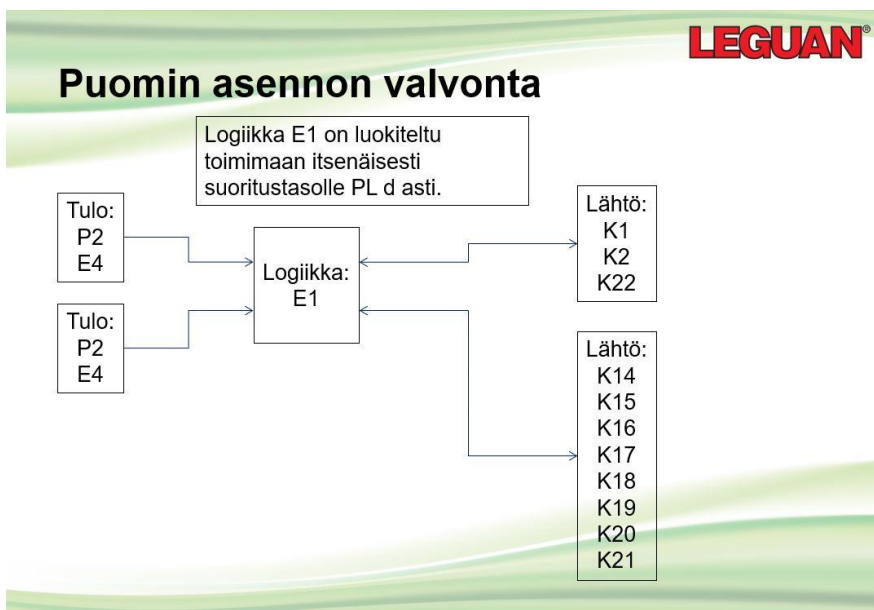 LEGUAN®
Puomin asennon valvonta
Logiikka E1 on luokiteltu
toimimaan itsenäisesti
suoritustasolle PL d asti.
Tulo:
P2
E4
Tulo:
P2
E4
Logiikka:
E1
Lähtö:
K1
K2
K22
Lähtö:
K14
K15
K16
K17
K18
K19
K20
K21